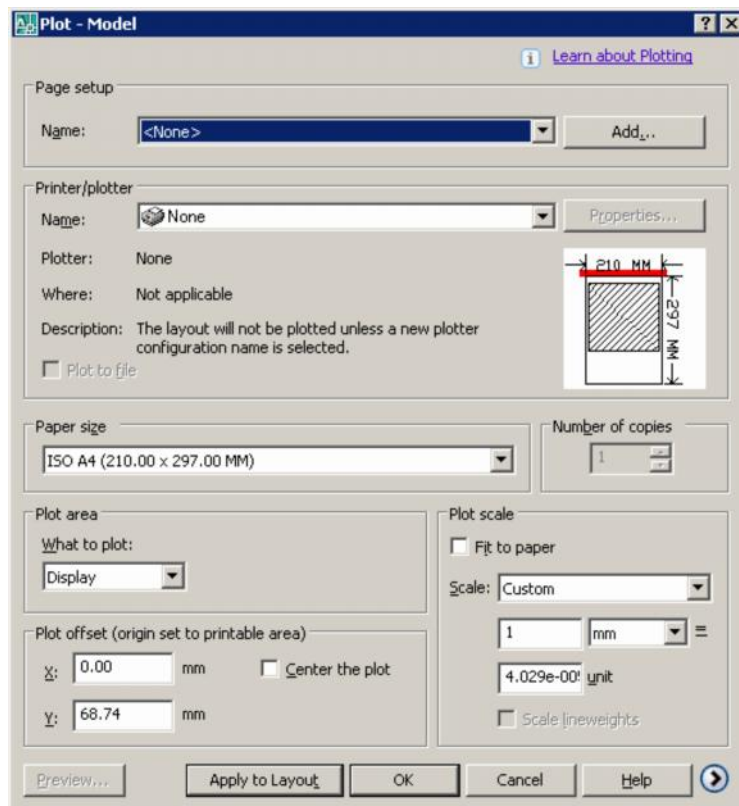 Plot - Model
Learn about Plotting
Page setup
Name: <None> Add...
Printer/plotter
Name: None Properties...
Plotter: None
Where: Not applicable
Description: The layout will not be plotted unless a new plotter
configuration name is selected.
Plot to file
210 MM
297 MM
Paper size
ISO A4 (210.00 x 297.00 MM)
Number of copies
1
Plot area
What to plot:
Display
Plot offset (origin set to printable area)
X: 0.00 mm Center the plot
Y: 68.74 mm
Plot scale
Fit to paper
Scale: Custom
1 mm =
unit
Scale lineweights
Preview... Apply to Layout OK Cancel Help